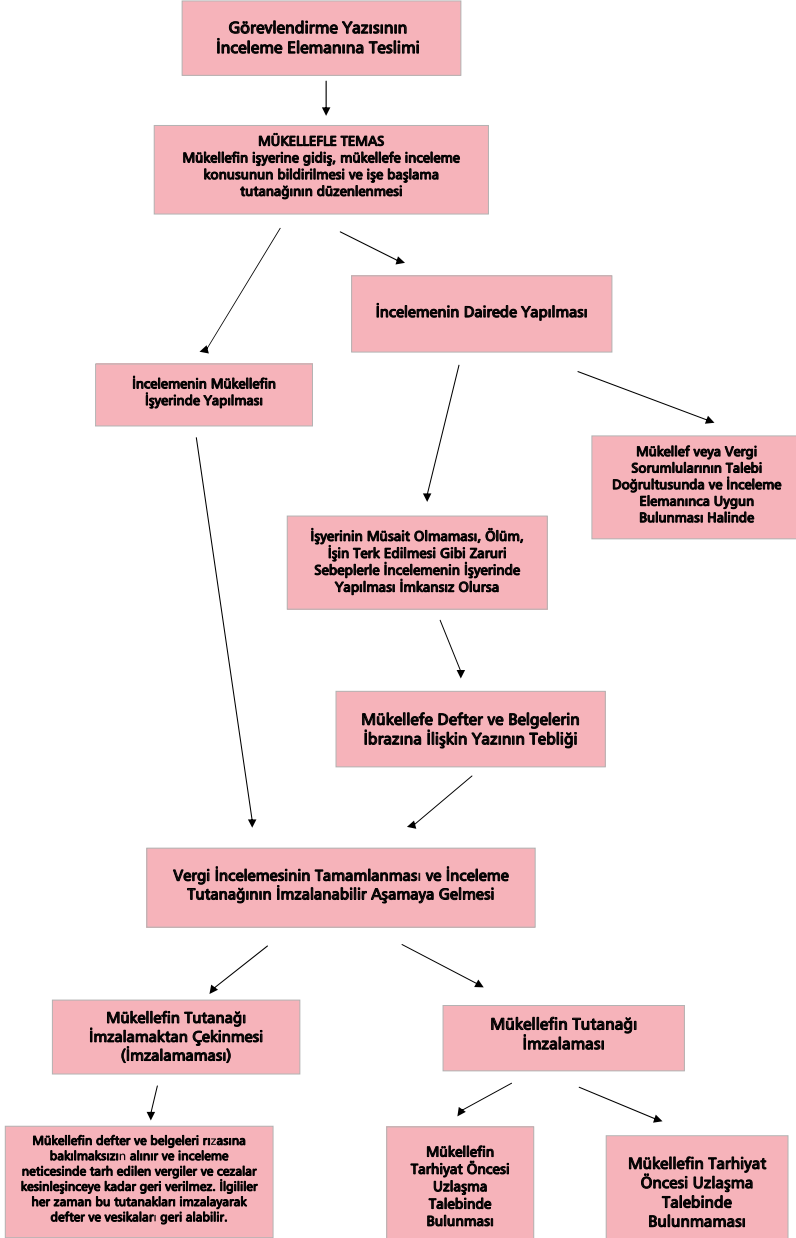 Görevlendirme Yazısının
İnceleme Elemanına Teslimi
MÜKELLEFLE TEMAS
Mükellefin işyerine gidiş, mükellefe inceleme
konusunun bildirilmesi ve işe başlama
tutanağının düzenlenmesi
İncelemenin Dairede Yapılması
İncelemenin Mükellefin
İşyerinde Yapılması
Mükellef veya Vergi
Sorumlularının Talebi
Doğrultusunda ve İnceleme
Elemanınca Uygun
Bulunması Halinde
İşyerinin Müsait Olmaması, Ölüm,
İşin Terk Edilmesi Gibi Zaruri
Sebeplerle İncelemenin İşyerinde
Yapılması İmkansız Olursa
Mükellefe Defter ve Belgelerin
İbrazına İlişkin Yazının Tebliği
Vergi İncelemesinin Tamamlanması ve İnceleme
Tutanağının İmzalanabilir Aşamaya Gelmesi
Mükellefin Tutanağı
İmzalamaktan Çekinmesi
(İmzalamaması)
Mükellefin Tutanağı
İmzalaması
Mükellefin defter ve belgeleri rızasına
bakılmaksızın alınır ve inceleme
neticesinde tarh edilen vergiler ve cezalar
kesinleşinceye kadar geri verilmez. İlgililer
her zaman bu tutanakları imzalayarak
defter ve vesikaları geri alabilir.
Mükellefin
Tarhiyat Öncesi
Uzlaşma
Talebinde
Bulunması
Mükellefin Tarhiyat
Öncesi Uzlaşma
Talebinde
Bulunmaması